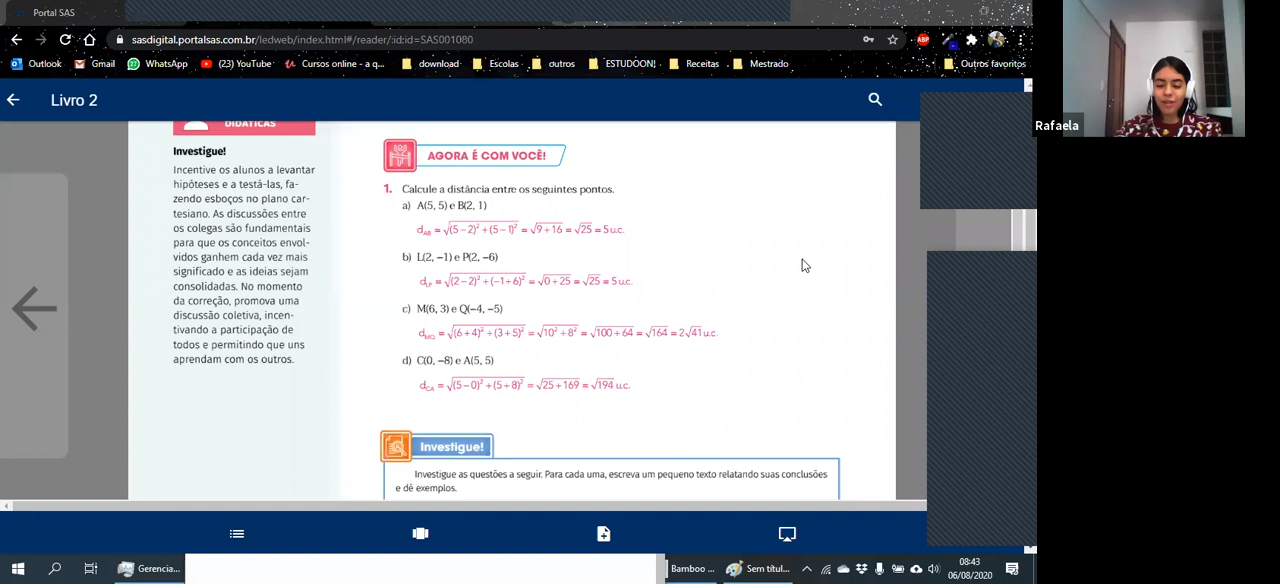 Portal SAS
sasdigital.portalsas.com.br/ledweb/index.html#/reader/:id:id=SAS001080
ABP
Outlook Gmail WhatsApp (23) YouTube Cursos online - a q... download Escolas outros ESTUDOON! Receitas Mestrado Outros favoritos
Livro 2
Rafaela
DIDÁTICAS
Investigue!
Incentive os alunos a levantar
hipóteses e a testá-las, fa-
zendo esboços no plano car-
tesiano. As discussões entre
os colegas são fundamentais
para que os conceitos envol-
vidos ganhem cada vez mais
significado e as ideias sejam
consolidadas. No momento
da correção, promova uma
discussão coletiva, incen-
tivando a participação de
todos e permitindo que uns
aprendam com os outros.
AGORA É COM VOCÊ!
1. Calcule a distância entre os seguintes pontos.
a) A(5, 5) e B(2, 1)
d_AB = √(5 – 2)² + (5 – 1)² = √9 + 16 = √25 = 5 u.c.
b) L(2, –1) e P(2, –6)
d_LP = √(2 – 2)² + (–1 + 6)² = √0 + 25 = √25 = 5 u.c.
c) M(6, 3) e Q(–4, –5)
d_MQ = √(6 + 4)² + (3 + 5)² = √10² + 8² = √100 + 64 = √164 = 2√41 u.c.
d) C(0, –8) e A(5, 5)
d_CA = √(5 – 0)² + (5 + 8)² = √25 + 169 = √194 u.c.
Investigue!
Investigue as questões a seguir. Para cada uma, escreva um pequeno texto relatando suas conclusões
e dê exemplos.
Gerencia... Bamboo ... Sem títul... 08:43
06/08/2020